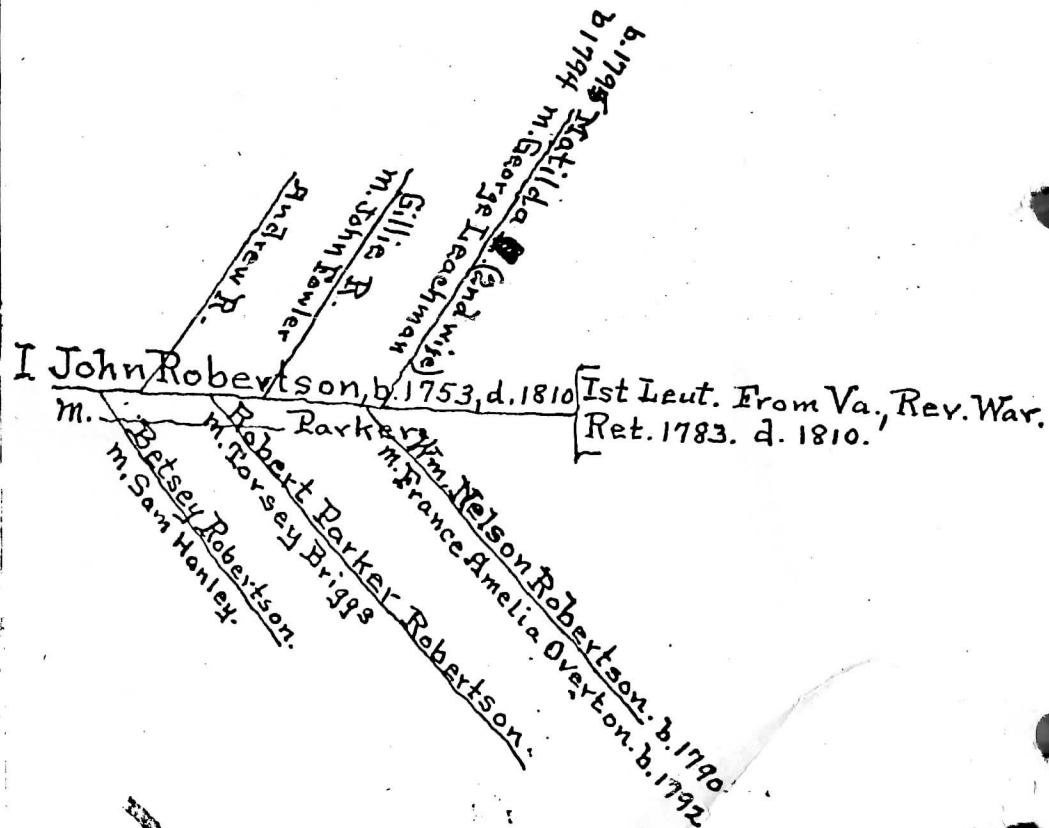 b. 1795 Matilda (2nd wife)
b 1794 m. George Leachman
Gillie R.
m. John Fowler
Andrew R.
I John Robertson, b. 1753, d. 1810
Ist Leut. From Va., Rev. War.
Ret. 1783. d. 1810.
m. Parker
Betsey Robertson.
m. Sam Hanley.
Robert Parker Robertson.
m. Torsey Briggs
Wm. Nelson Robertson. b. 1790
m. France Amelia Overton. b. 1792